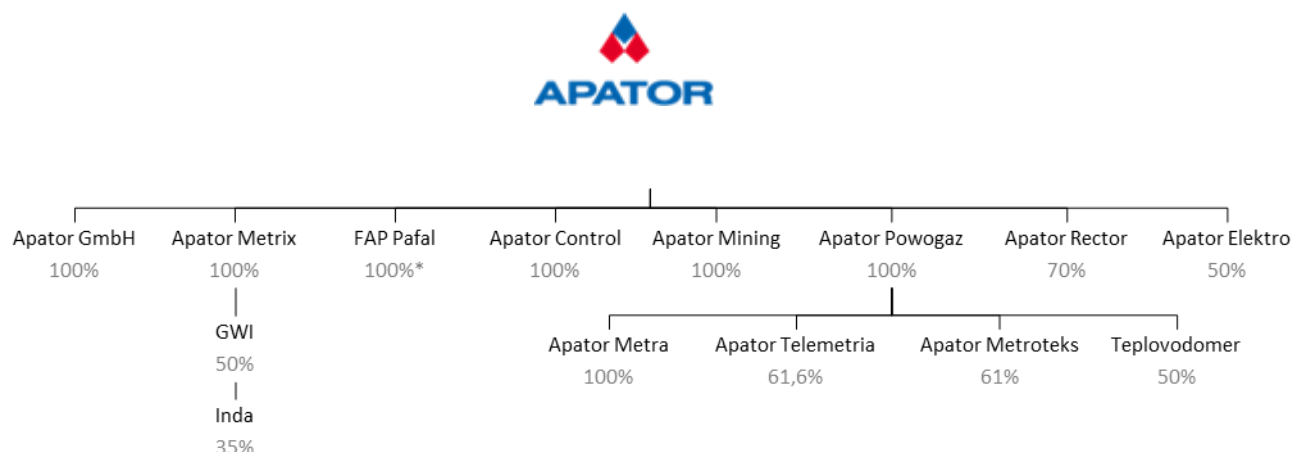 APATOR
Apator GmbH Apator Metrix FAP Pafal Apator Control Apator Mining Apator Powogaz Apator Rector Apator Elektro
100% 100% 100%* 100% 100% 100% 70% 50%
GWI
50%
Apator Metra Apator Telemetria Apator Metroteks Teplovodomer
100% 61,6% 61% 50%
Inda
35%